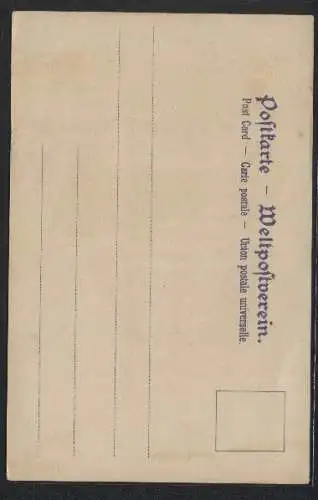 Postkarte – Weltpostverein.
Post Card — Carte postale — Union postale universelle.